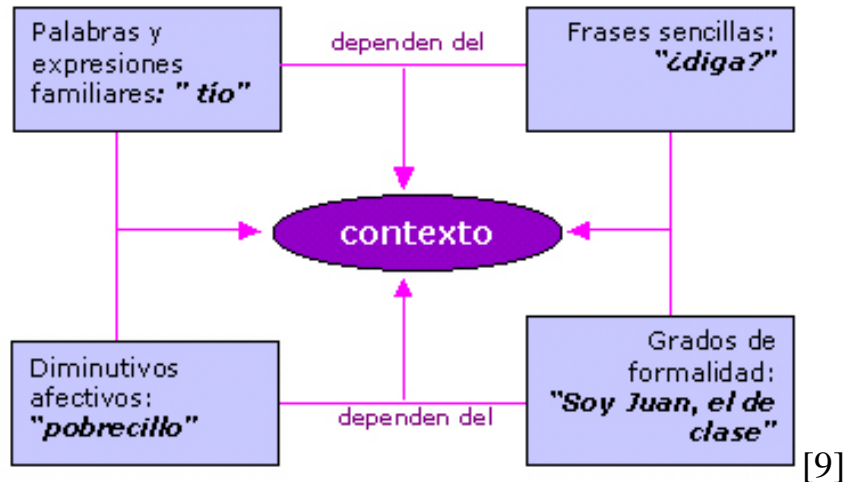 Palabras y
expresiones
familiares: " tío"
dependen del
Frases sencillas:
"¿diga?"
contexto
Diminutivos
afectivos:
"pobrecillo"
dependen del
Grados de
formalidad:
"Soy Juan, el de
clase"
[9]